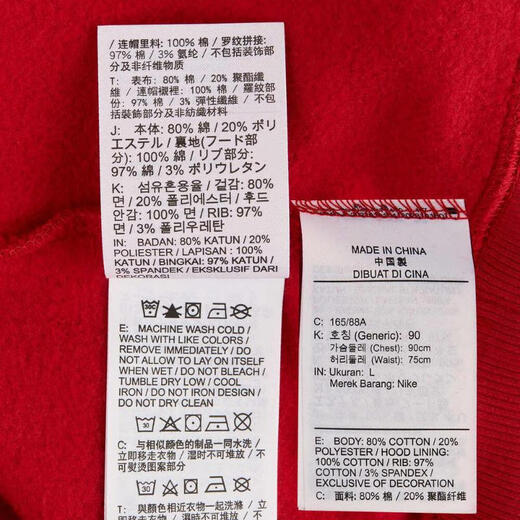 / 连帽里料: 100% 棉 / 罗纹拼接:
97% 棉 / 3% 氨纶 / 不包括装饰部
分及非纤维物质
T: 表布: 80% 棉 / 20% 聚酯纖
維 / 連帽襯裡: 100% 棉 / 羅紋部
份: 97% 棉 / 3% 彈性纖維 / 不包
括裝飾部分及非紡織材料
J: 本体: 80% 綿 / 20% ポリ
エステル / 裏地(フード部
分): 100% 綿 / リブ部分:
97% 綿 / 3% ポリウレタン
K: 섬유혼용율 / 겉감: 80%
면 / 20% 폴리에스터 / 후드
안감: 100% 면 / RIB: 97%
면 / 3% 폴리우레탄
IN: BADAN: 80% KATUN / 20%
POLIESTER / LAPISAN : 100%
KATUN / BINGKAI: 97% KATUN /
3% SPANDEX / EKSKLUSIF DARI
DEKORASI
E: MACHINE WASH COLD /
WASH WITH LIKE COLORS /
REMOVE IMMEDIATELY / DO
NOT ALLOW TO LAY ON ITSELF
WHEN WET / DO NOT BLEACH /
TUMBLE DRY LOW / COOL
IRON / DO NOT IRON DESIGN /
DO NOT DRY CLEAN
30
C: 与相似颜色的制品一同水洗 /
立即移走衣物, 湿时不可堆放 / 不
可熨烫图案部分
30
T: 與顏色相近衣物一起洗滌 / 立
MADE IN CHINA
中国製
DIBUAT DI CINA
C: 165/88A
K: 호칭 (Generic): 90
가슴둘레 (Chest): 90cm
허리둘레 (Waist): 75cm
IN: Ukuran: L
Merek Barang: Nike
E: BODY: 80% COTTON / 20%
POLYESTER / HOOD LINING:
100% COTTON / RIB: 97%
COTTON / 3% SPANDEX /
EXCLUSIVE OF DECORATION
C: 面料: 80% 棉 / 20% 聚酯纤维